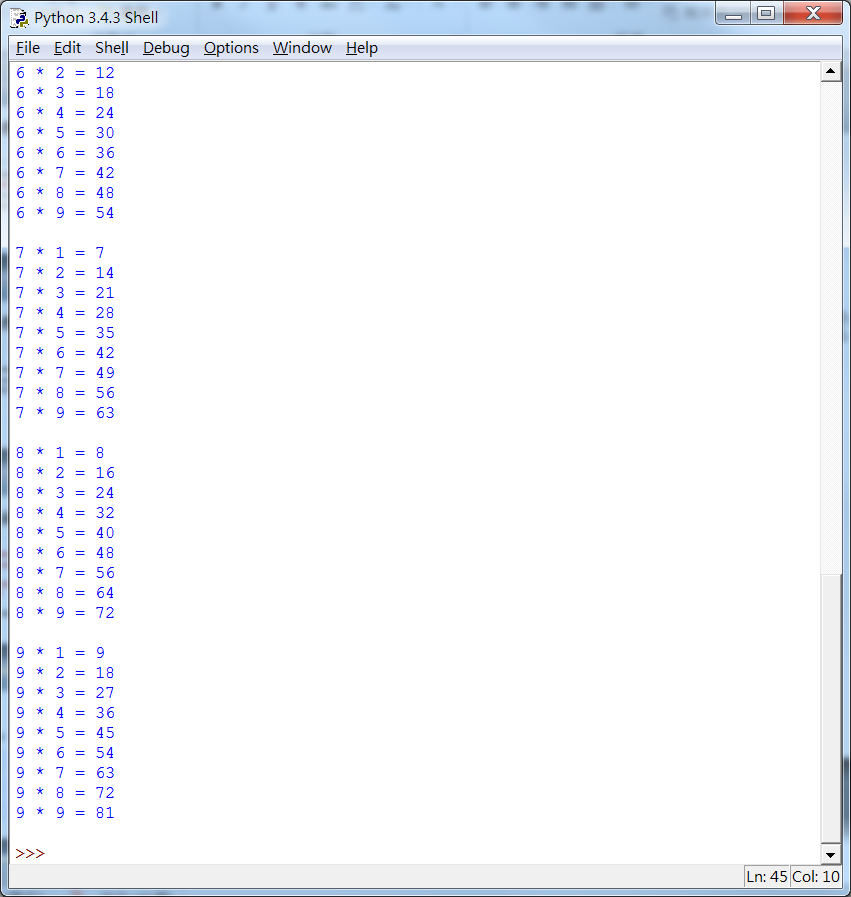 Python 3.4.3 Shell
File Edit Shell Debug Options Window Help
6 * 2 = 12
6 * 3 = 18
6 * 4 = 24
6 * 5 = 30
6 * 6 = 36
6 * 7 = 42
6 * 8 = 48
6 * 9 = 54
7 * 1 = 7
7 * 2 = 14
7 * 3 = 21
7 * 4 = 28
7 * 5 = 35
7 * 6 = 42
7 * 7 = 49
7 * 8 = 56
7 * 9 = 63
8 * 1 = 8
8 * 2 = 16
8 * 3 = 24
8 * 4 = 32
8 * 5 = 40
8 * 6 = 48
8 * 7 = 56
8 * 8 = 64
8 * 9 = 72
9 * 1 = 9
9 * 2 = 18
9 * 3 = 27
9 * 4 = 36
9 * 5 = 45
9 * 6 = 54
9 * 7 = 63
9 * 8 = 72
9 * 9 = 81
>>>
Ln: 45 Col: 10